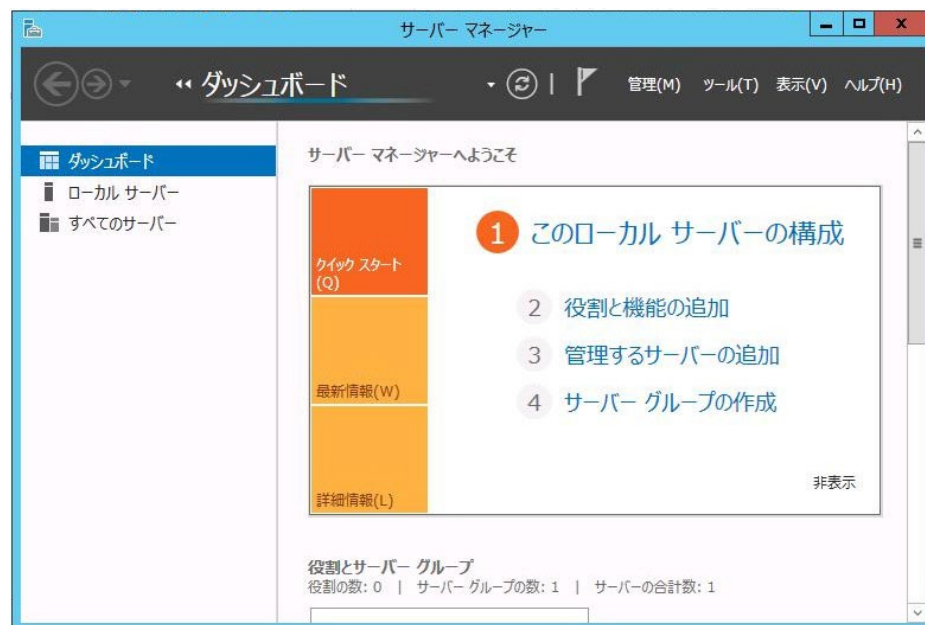 サーバー マネージャー
◂◂ ダッシュボード
管理(M) ツール(T) 表示(V) ヘルプ(H)
ダッシュボード
ローカル サーバー
すべてのサーバー
サーバー マネージャーへようこそ
クイック スタート
(Q)
最新情報(W)
詳細情報(L)
1 このローカル サーバーの構成
2 役割と機能の追加
3 管理するサーバーの追加
4 サーバー グループの作成
非表示
役割とサーバー グループ
役割の数: 0 | サーバー グループの数: 1 | サーバーの合計数: 1